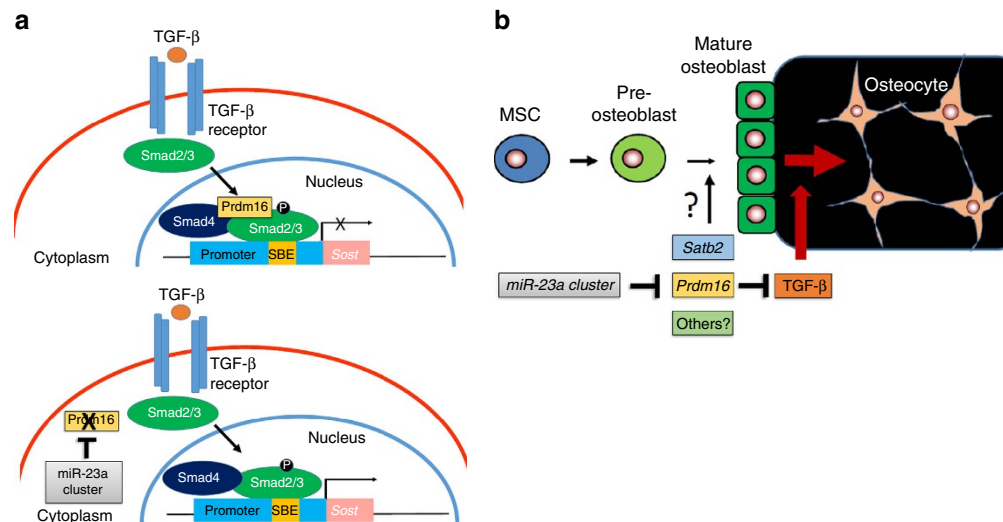 a
TGF-β
TGF-β
receptor
Smad2/3
Nucleus
Prdm16
P
Smad4
Smad2/3
X
Cytoplasm
Promoter
SBE
Sost
TGF-β
TGF-β
receptor
Prdm16
X
Smad2/3
Nucleus
miR-23a
cluster
P
Smad4
Smad2/3
Cytoplasm
Promoter
SBE
Sost
b
Mature
osteoblast
Osteocyte
MSC
Pre-
osteoblast
?
Satb2
miR-23a cluster
Prdm16
TGF-β
Others?